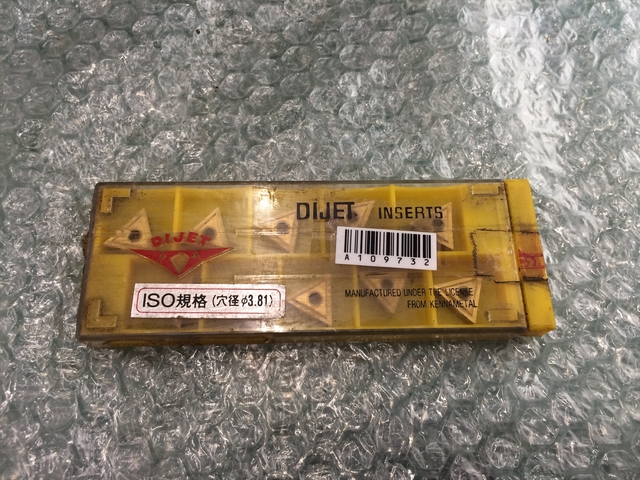 DIJET INSERTS
DIJET
A109732
ISO規格(穴径φ3.81)
MANUFACTURED UNDER THE LICENSE
FROM KENNAMETAL